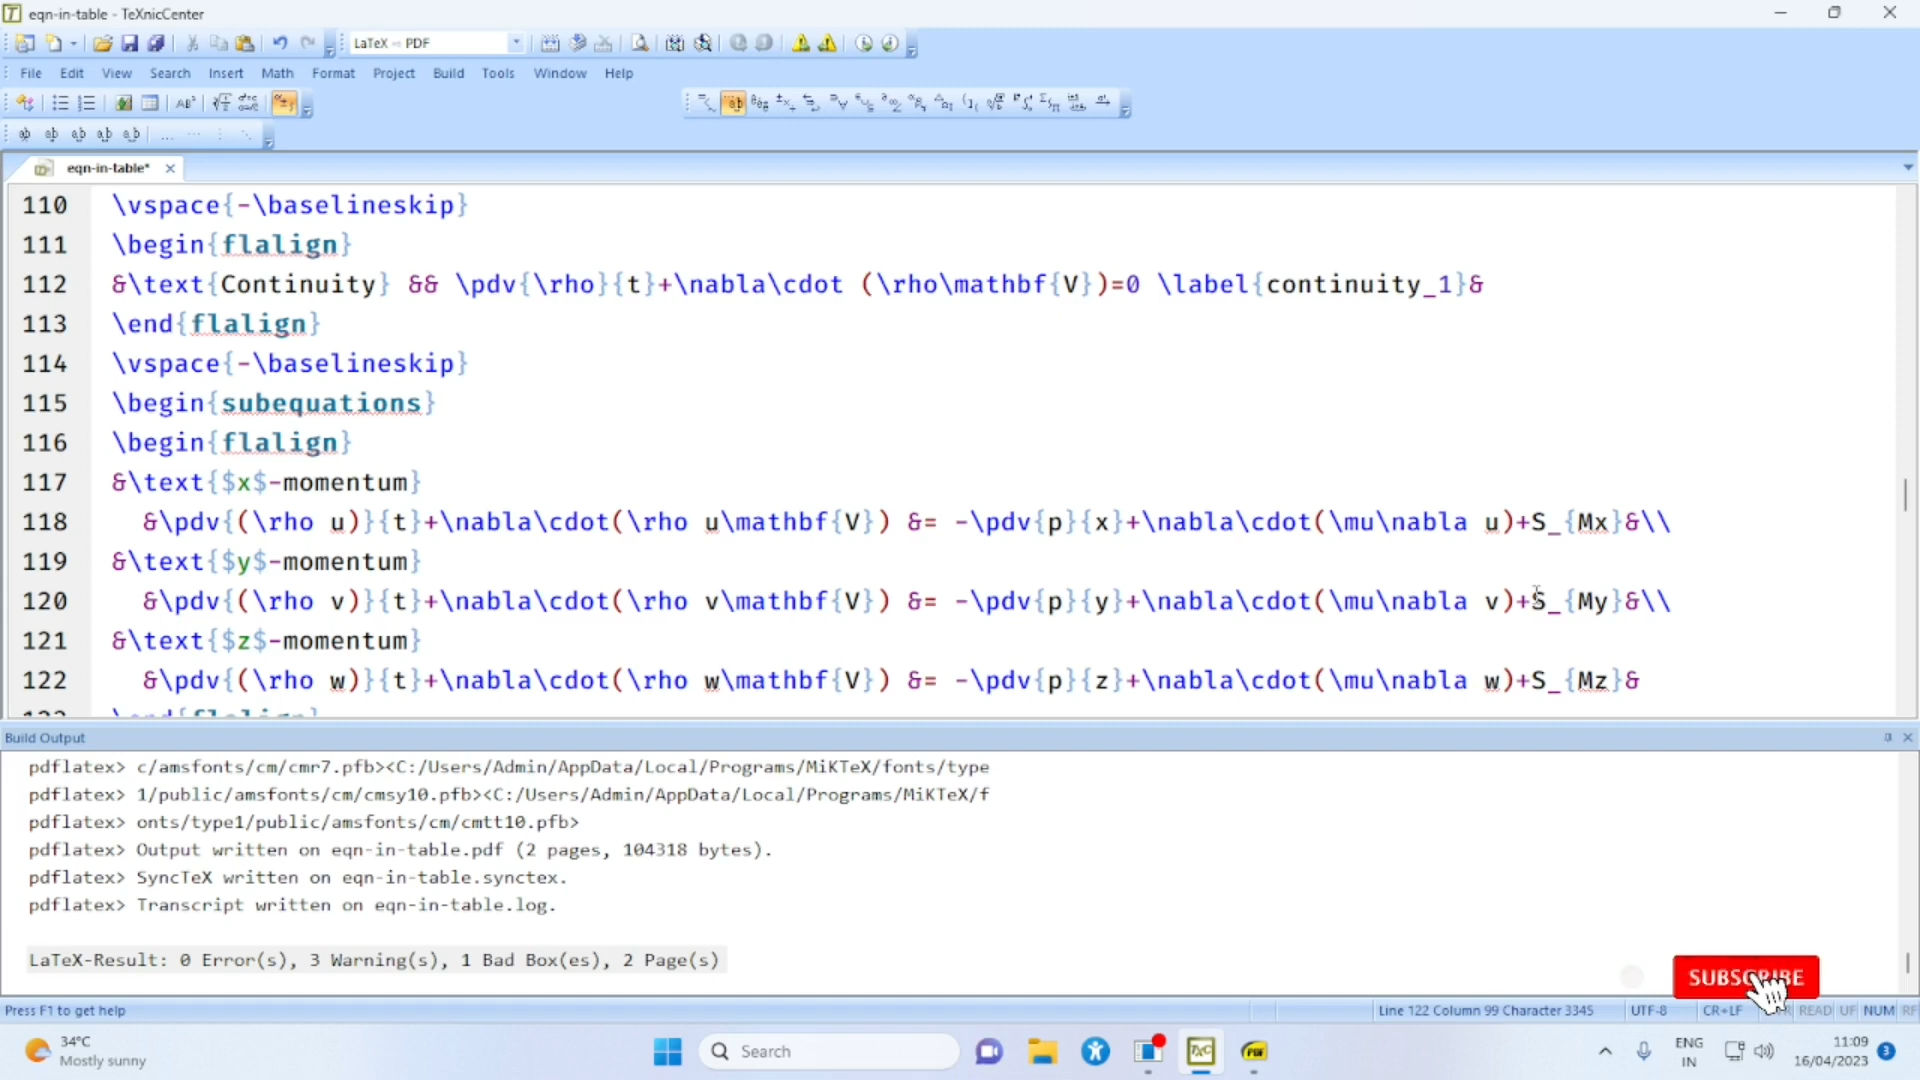 eqn-in-table - TeXnicCenter
LaTeX ⇨ PDF
File Edit View Search Insert Math Format Project Build Tools Window Help
eqn-in-table*
110 \vspace{-\baselineskip}
111 \begin{flalign}
112 &\text{Continuity} && \pdv{\rho}{t}+\nabla\cdot (\rho\mathbf{V})=0 \label{continuity_1}&
113 \end{flalign}
114 \vspace{-\baselineskip}
115 \begin{subequations}
116 \begin{flalign}
117 &\text{$x$-momentum}
118 &\pdv{(\rho u)}{t}+\nabla\cdot(\rho u\mathbf{V}) &= -\pdv{p}{x}+\nabla\cdot(\mu\nabla u)+S_{Mx}&\\
119 &\text{$y$-momentum}
120 &\pdv{(\rho v)}{t}+\nabla\cdot(\rho v\mathbf{V}) &= -\pdv{p}{y}+\nabla\cdot(\mu\nabla v)+S_{My}&\\
121 &\text{$z$-momentum}
122 &\pdv{(\rho w)}{t}+\nabla\cdot(\rho w\mathbf{V}) &= -\pdv{p}{z}+\nabla\cdot(\mu\nabla w)+S_{Mz}&
Build Output
pdflatex> c/amsfonts/cm/cmr7.pfb><C:/Users/Admin/AppData/Local/Programs/MiKTeX/fonts/type
pdflatex> 1/public/amsfonts/cm/cmsy10.pfb><C:/Users/Admin/AppData/Local/Programs/MiKTeX/f
pdflatex> onts/type1/public/amsfonts/cm/cmtt10.pfb>
pdflatex> Output written on eqn-in-table.pdf (2 pages, 104318 bytes).
pdflatex> SyncTeX written on eqn-in-table.synctex.
pdflatex> Transcript written on eqn-in-table.log.
LaTeX-Result: 0 Error(s), 3 Warning(s), 1 Bad Box(es), 2 Page(s)
SUBSCRIBE
Press F1 to get help Line 122 Column 99 Character 3345 UTF-8 CR+LF READ UF NUM RF
34°C
Mostly sunny
Search
ENG
IN
11:09
16/04/2023
3